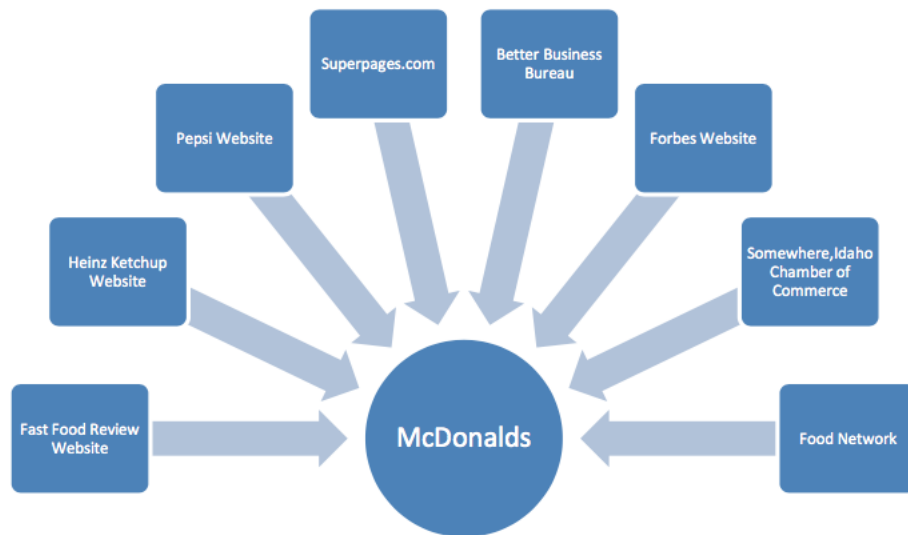 Superpages.com
Better Business
Bureau
Pepsi Website
Forbes Website
Heinz Ketchup
Website
Somewhere,Idaho
Chamber of
Commerce
Fast Food Review
Website
McDonalds
Food Network